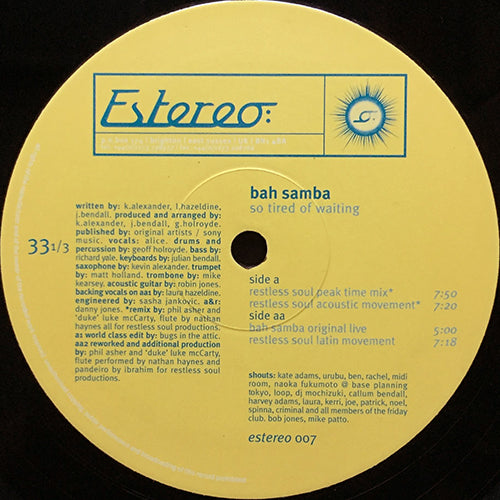 Estereo:
bah samba
so tired of waiting
33 1/3
written by: k.alexander, l.hazeldine,
j.bendall. produced and arranged by:
k.alexander, j.bendall, g.holroyde.
published by: original artists / sony
music. vocals: alice. drums and
percussion by: geoff holroyde. bass by:
richard yale. keyboards by: julian bendall.
saxophone by: kevin alexander. trumpet
by: matt holland. trombone by: mike
kearsey. acoustic guitar by: robin jones.
backing vocals on aa1 by: laura hazeldine.
engineered by: sasha jankovic. a&r:
danny jones. *remix by: phil asher and
'duke' luke mcCarty, flute by nathan
haynes all for restless soul productions.
a1 world class edit by: bugs in the attic.
aa2 reworked and additional production
by: phil asher and 'duke' luke mcCarty,
flute performed by nathan haynes and
pandeiro by ibrahim for restless soul
productions.
side a
restless soul peak time mix* 7:50
restless soul acoustic movement* 7:20
side aa
bah samba original live 5:00
restless soul latin movement 7:18
shouts: kate adams, urubu, ben, rachel, midi
room, naoka fukumoto @ base planning
tokyo, loop, dj mochizuki, callum bendall,
harvey adams, laura, kerri, joe, patrick, noel,
spinna, criminal and all members of the friday
club. bob jones, mike patto.
estereo 007